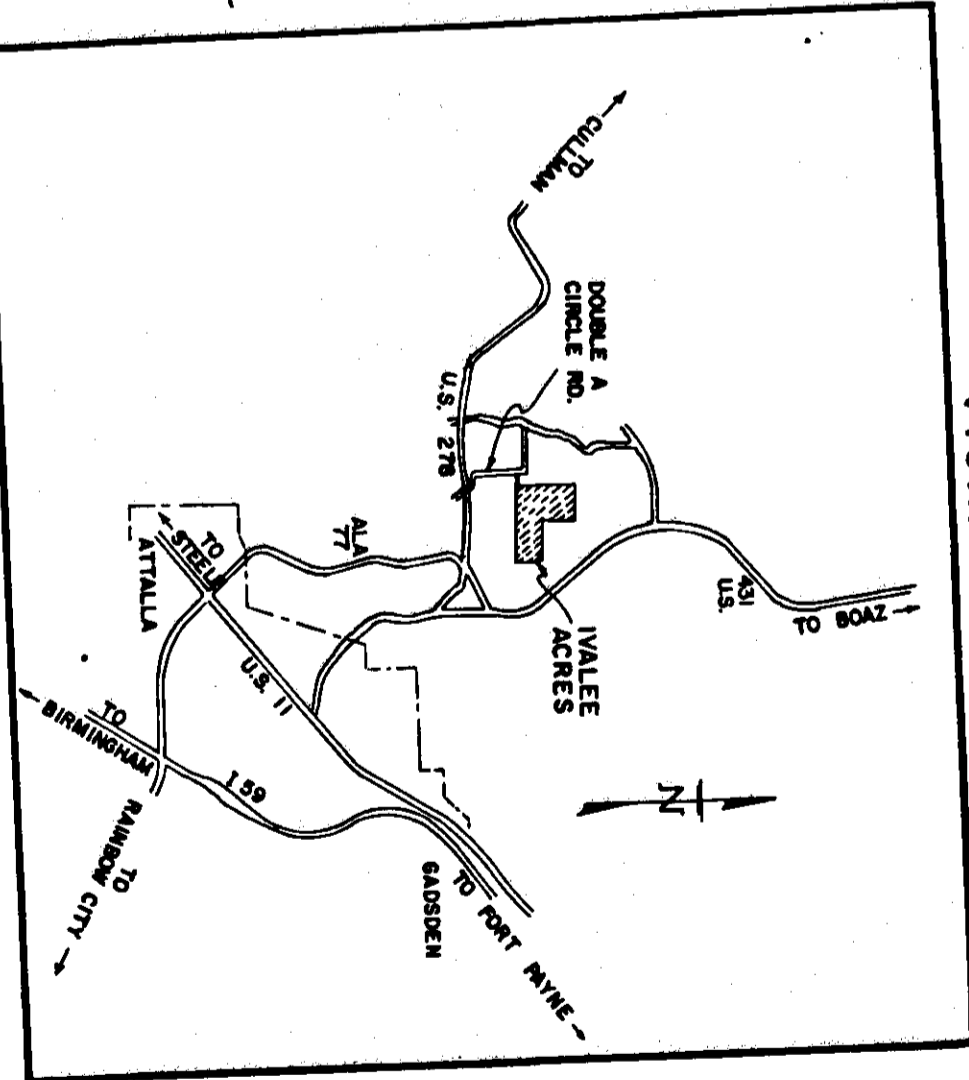 TO
CULLMAN
DOUBLE A
CIRCLE RD.
U.S. 278
431
U.S.
TO BOAZ
IVALEE
ACRES
ALA
77
TO
STEELE
ATTALLA
U.S. 11
N
TO
BIRMINGHAM
I 59
TO
RAINBOW CITY
GADSDEN
TO FORT PAYNE